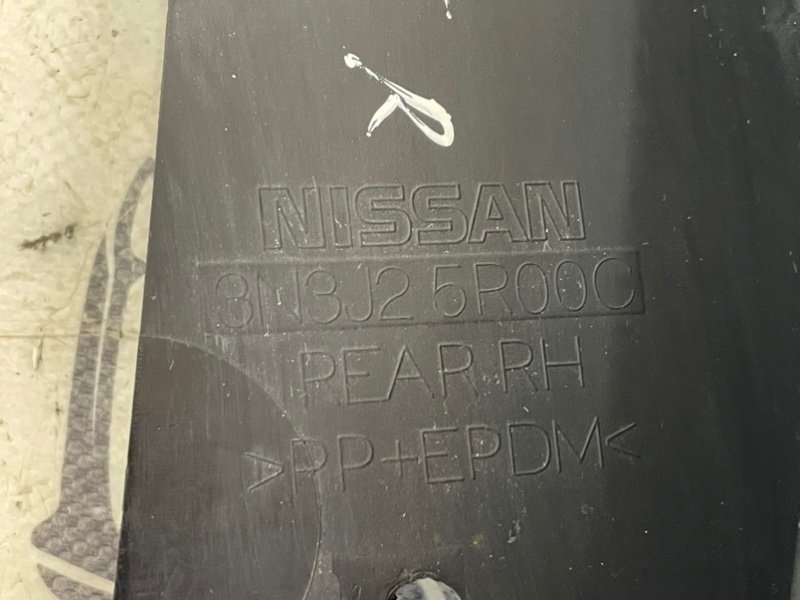 R
NISSAN
3N3J2 5R00C
REAR RH
>PP+EPDM<